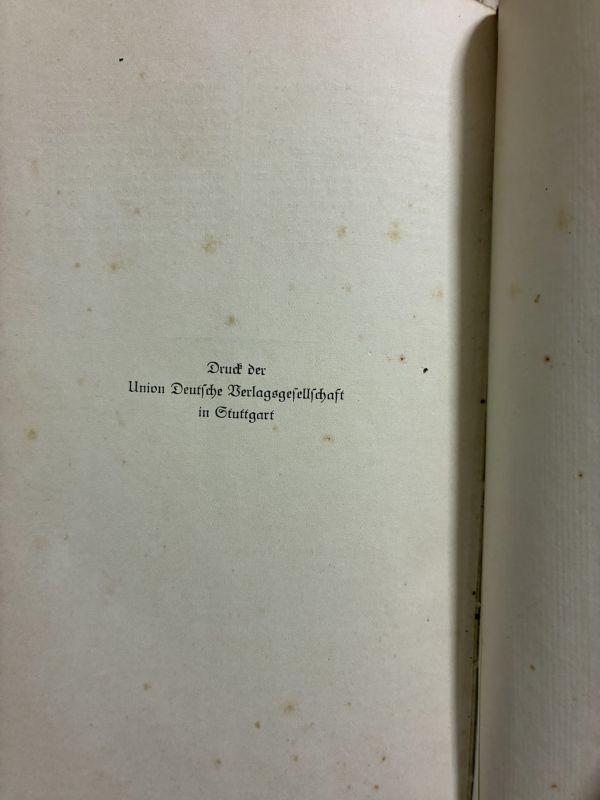 Druck der
Union Deutsche Verlagsgesellschaft
in Stuttgart